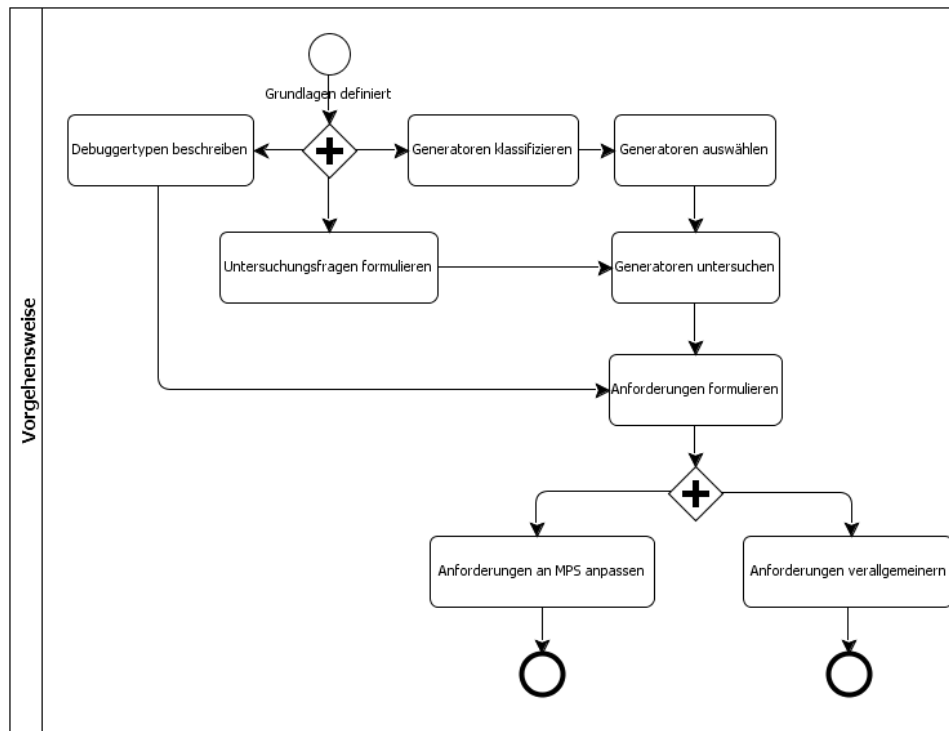 Vorgehensweise
Grundlagen definiert
Debuggertypen beschreiben
Generatoren klassifizieren
Generatoren auswählen
Untersuchungsfragen formulieren
Generatoren untersuchen
Anforderungen formulieren
Anforderungen an MPS anpassen
Anforderungen verallgemeinern